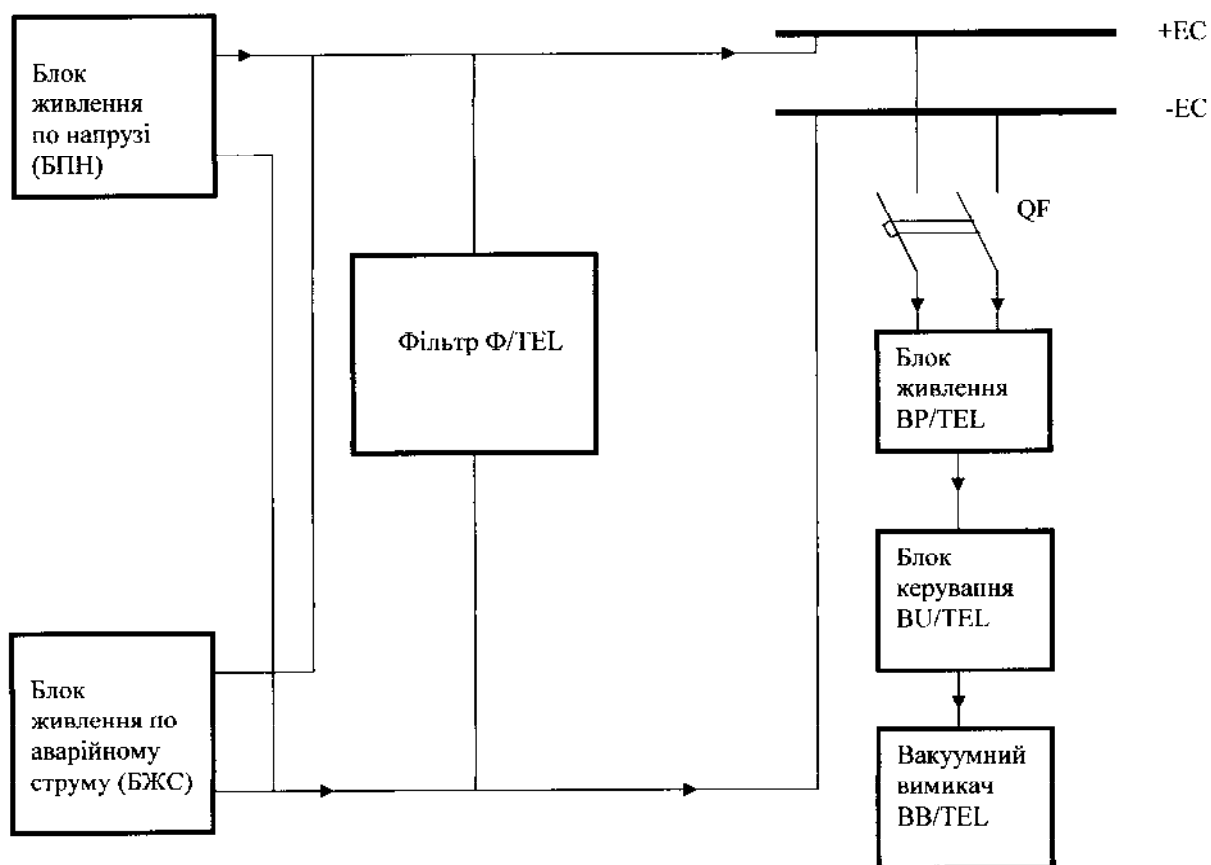 Блок
живлення
по напрузі
(БПН)
+ЕС
-ЕС
QF
Фільтр Ф/TEL
Блок
живлення
BP/TEL
Блок
керування
BU/TEL
Блок
живлення по
аварійному
струму (БЖС)
Вакуумний
вимикач
BB/TEL